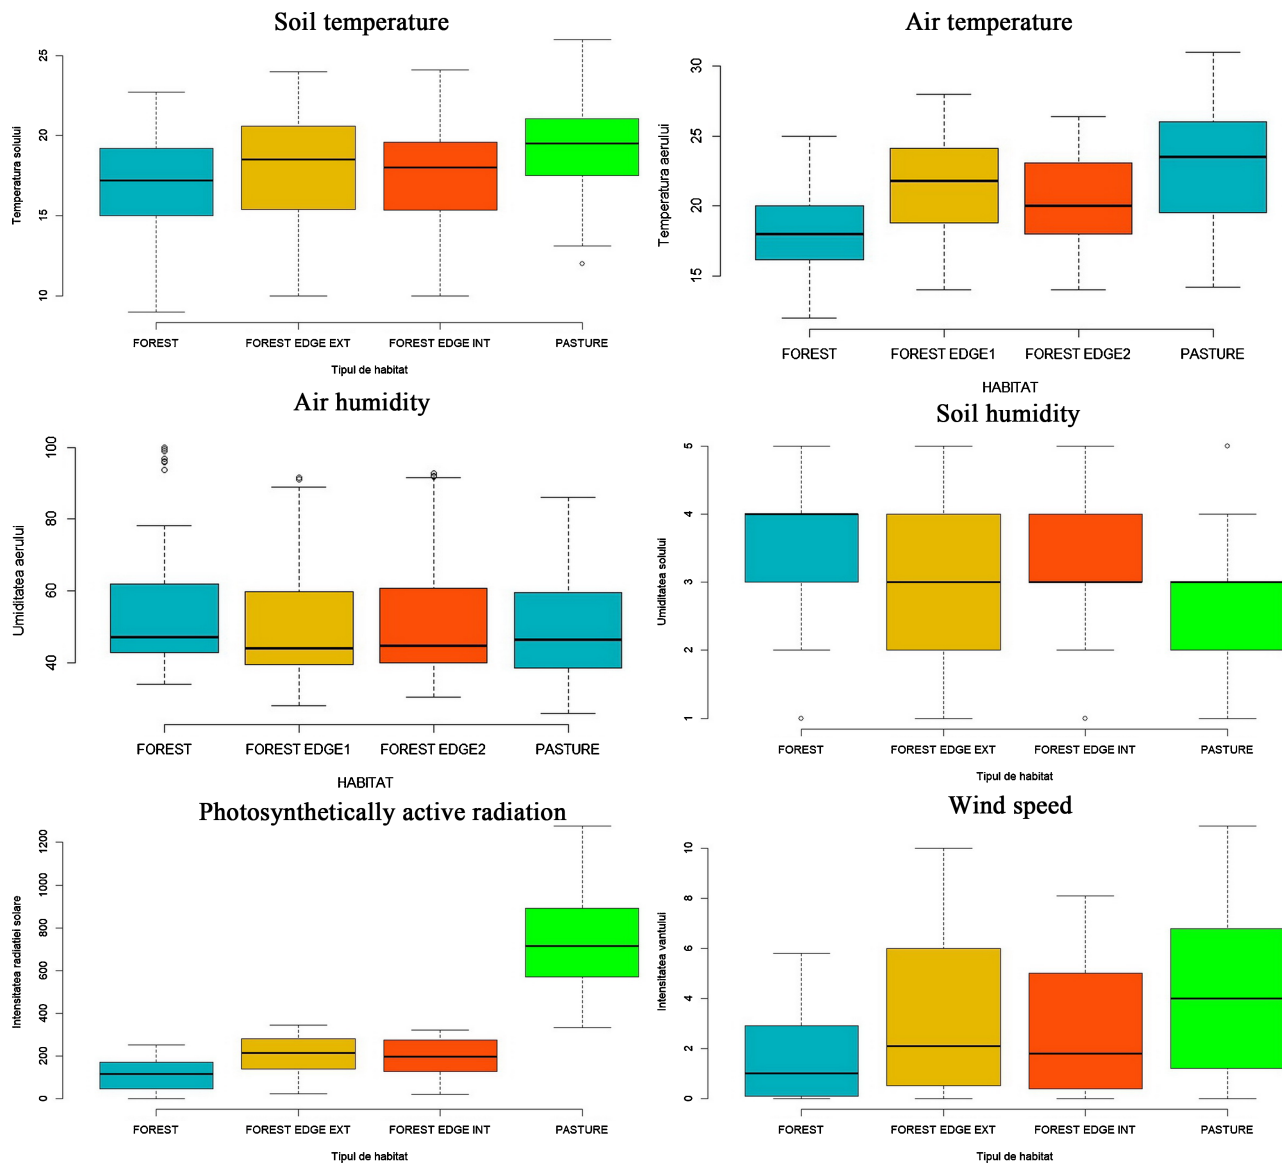 Soil temperature
Temperatura solului
25
20
15
10
FOREST
FOREST EDGE EXT
FOREST EDGE INT
PASTURE
Tipul de habitat
Air temperature
Temperatura aerului
30
25
20
15
FOREST
FOREST EDGE1
FOREST EDGE2
PASTURE
HABITAT
Air humidity
Umiditatea aerului
100
80
60
40
FOREST
FOREST EDGE1
FOREST EDGE2
PASTURE
HABITAT
Soil humidity
Umiditatea solului
5
4
3
2
1
FOREST
FOREST EDGE EXT
FOREST EDGE INT
PASTURE
Tipul de habitat
Photosynthetically active radiation
Intensitatea radiatiei solare
1200
1000
800
600
400
200
0
FOREST
FOREST EDGE EXT
FOREST EDGE INT
PASTURE
Tipul de habitat
Wind speed
Intensitatea vantului
10
8
6
4
2
0
FOREST
FOREST EDGE EXT
FOREST EDGE INT
PASTURE
Tipul de habitat